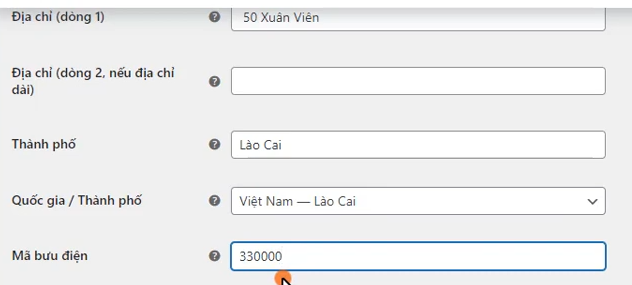 Địa chỉ (dòng 1) 50 Xuân Viên
Địa chỉ (dòng 2, nếu địa chỉ
dài)
Thành phố Lào Cai
Quốc gia / Thành phố Việt Nam — Lào Cai
Mã bưu điện 330000